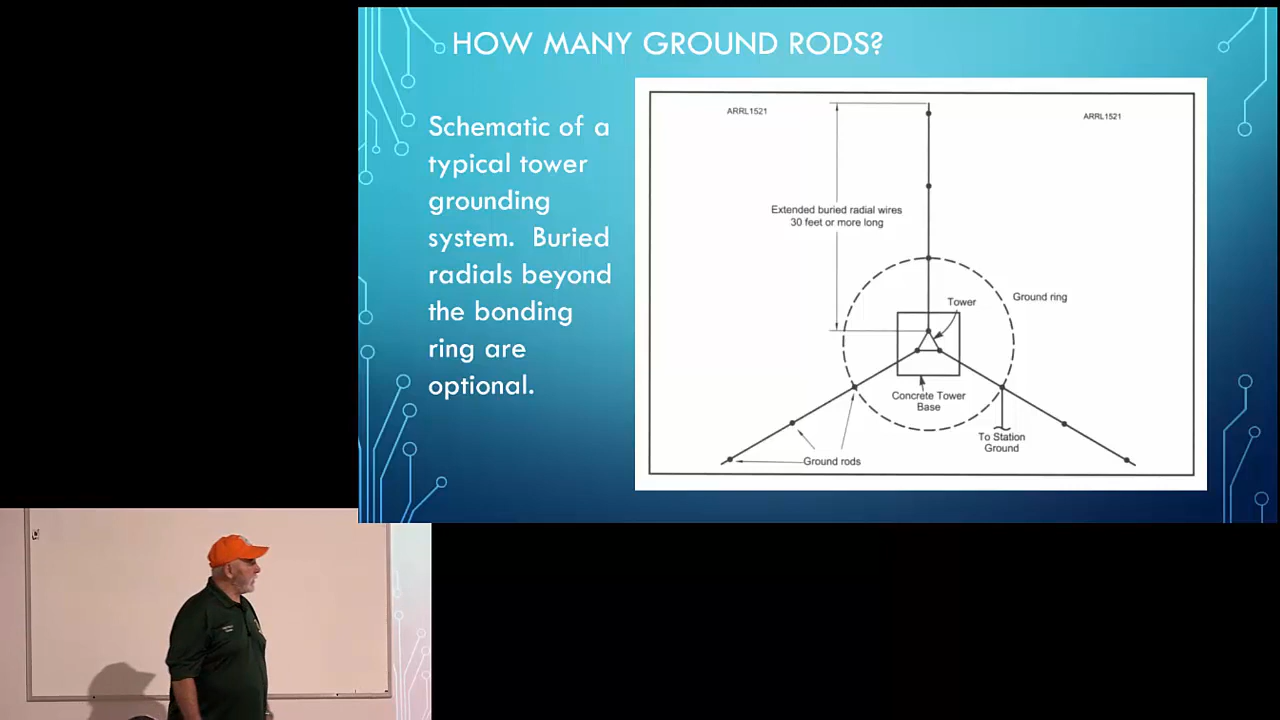 HOW MANY GROUND RODS?
Schematic of a
typical tower
grounding
system. Buried
radials beyond
the bonding
ring are
optional.
ARRL1521
ARRL1521
Extended buried radial wires
30 feet or more long
Ground ring
Tower
Concrete Tower
Base
To Station
Ground
Ground rods